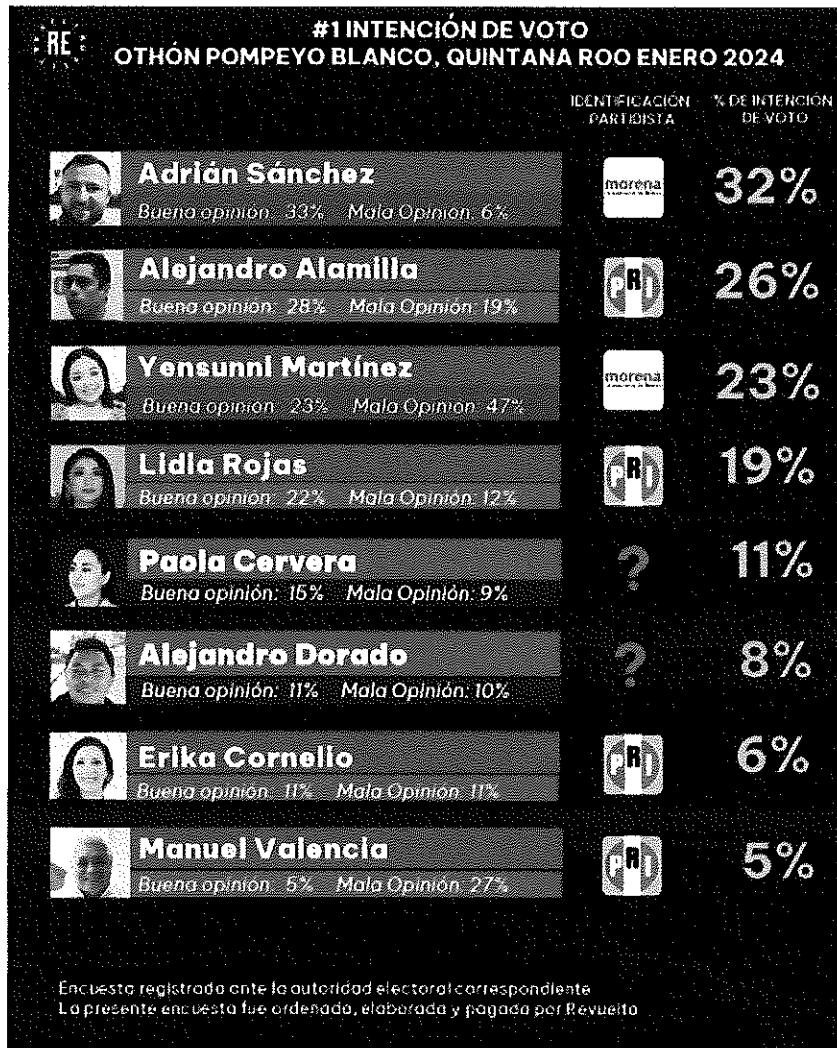 RE
#1 INTENCIÓN DE VOTO
OTHÓN POMPEYO BLANCO, QUINTANA ROO ENERO 2024
IDENTIFICACIÓN PARTIDISTA
% DE INTENCIÓN DE VOTO
Adrián Sánchez
Buena opinión: 33% Mala Opinión: 6%
morena
32%
Alejandro Alamilla
Buena opinión: 28% Mala Opinión: 19%
PRI
26%
Yensunni Martínez
Buena opinión: 23% Mala Opinión: 47%
morena
23%
Lidia Rojas
Buena opinión: 22% Mala Opinión: 12%
PRI
19%
Paola Cervera
Buena opinión: 15% Mala Opinión: 9%
?
11%
Alejandro Dorado
Buena opinión: 11% Mala Opinión: 10%
?
8%
Erika Cornelio
Buena opinión: 11% Mala Opinión: 11%
PRI
6%
Manuel Valencia
Buena opinión: 5% Mala Opinión: 27%
PRI
5%
Encuesta registrada ante la autoridad electoral correspondiente
La presente encuesta fue ordenada, elaborada y pagada por Revuelta